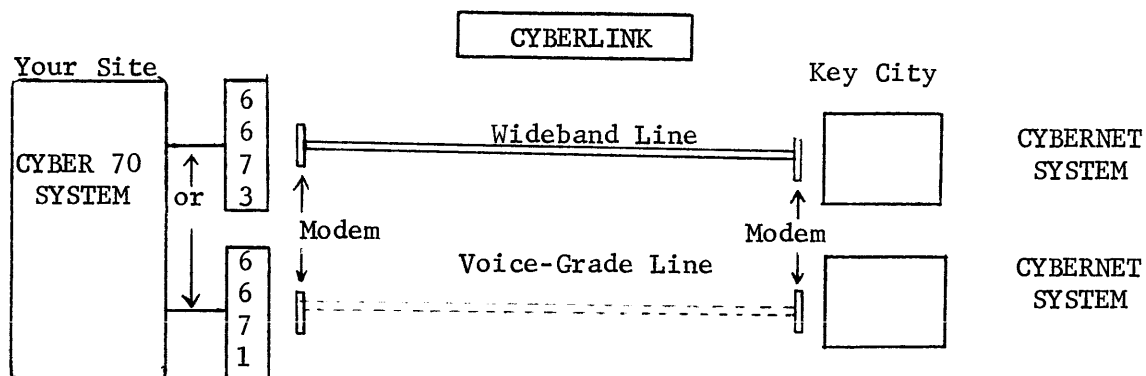 CYBERLINK
Your Site
Key City
6
6
7
3
Wideband Line
CYBERNET
SYSTEM
CYBER 70
SYSTEM
or
Modem
Modem
6
6
7
1
Voice-Grade Line
CYBERNET
SYSTEM